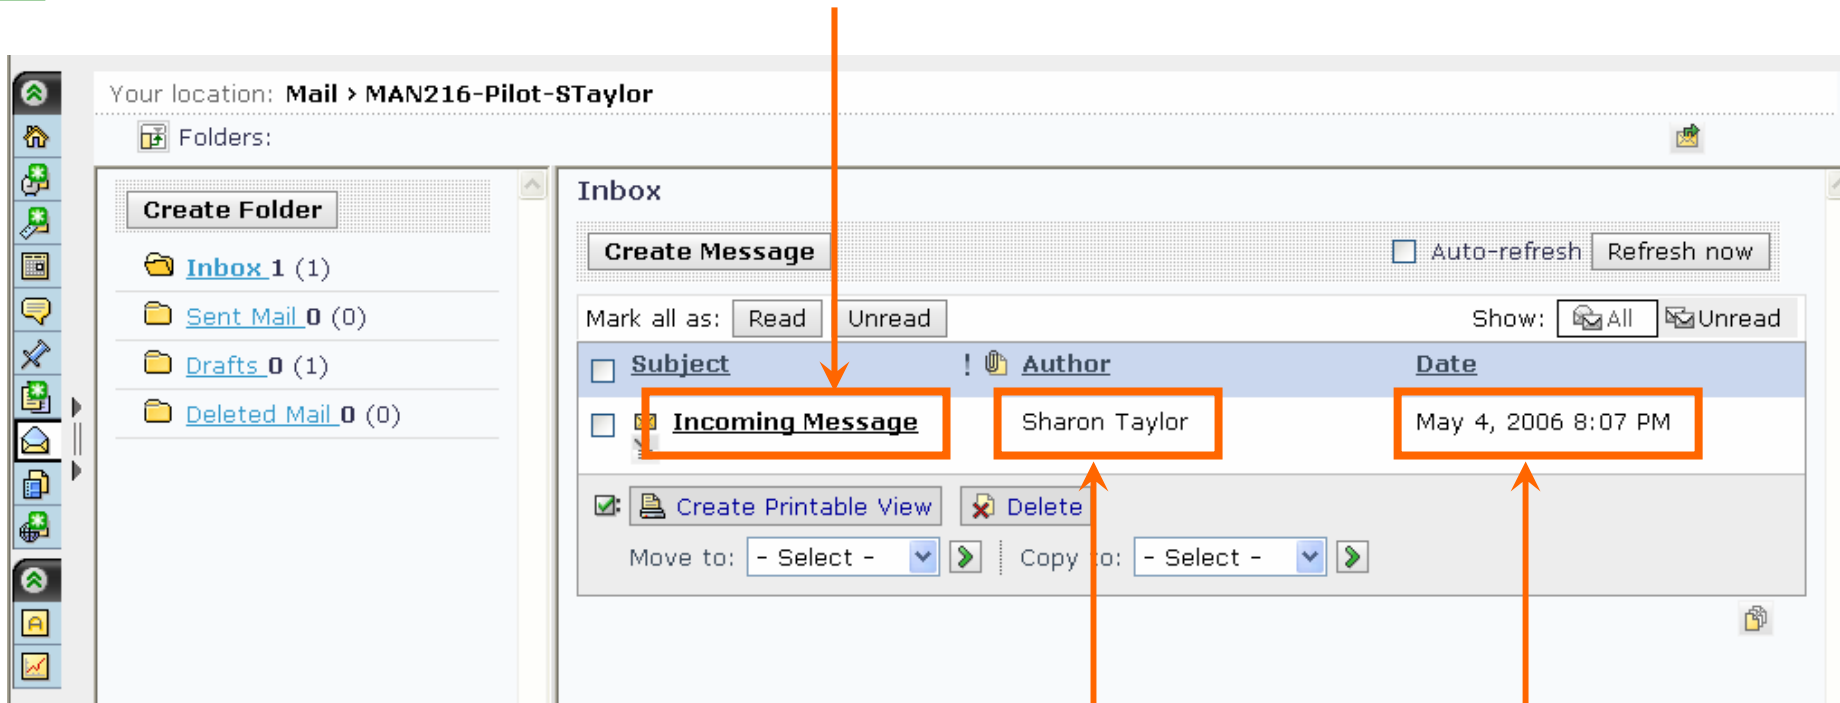 Your location: Mail > MAN216-Pilot-STaylor
Folders:
Create Folder
Inbox 1 (1)
Sent Mail 0 (0)
Drafts 0 (1)
Deleted Mail 0 (0)
Inbox
Create Message Auto-refresh Refresh now
Mark all as: Read Unread Show: All Unread
Subject ! Author Date
Incoming Message Sharon Taylor May 4, 2006 8:07 PM
: Create Printable View Delete
Move to: - Select - Copy to: - Select -